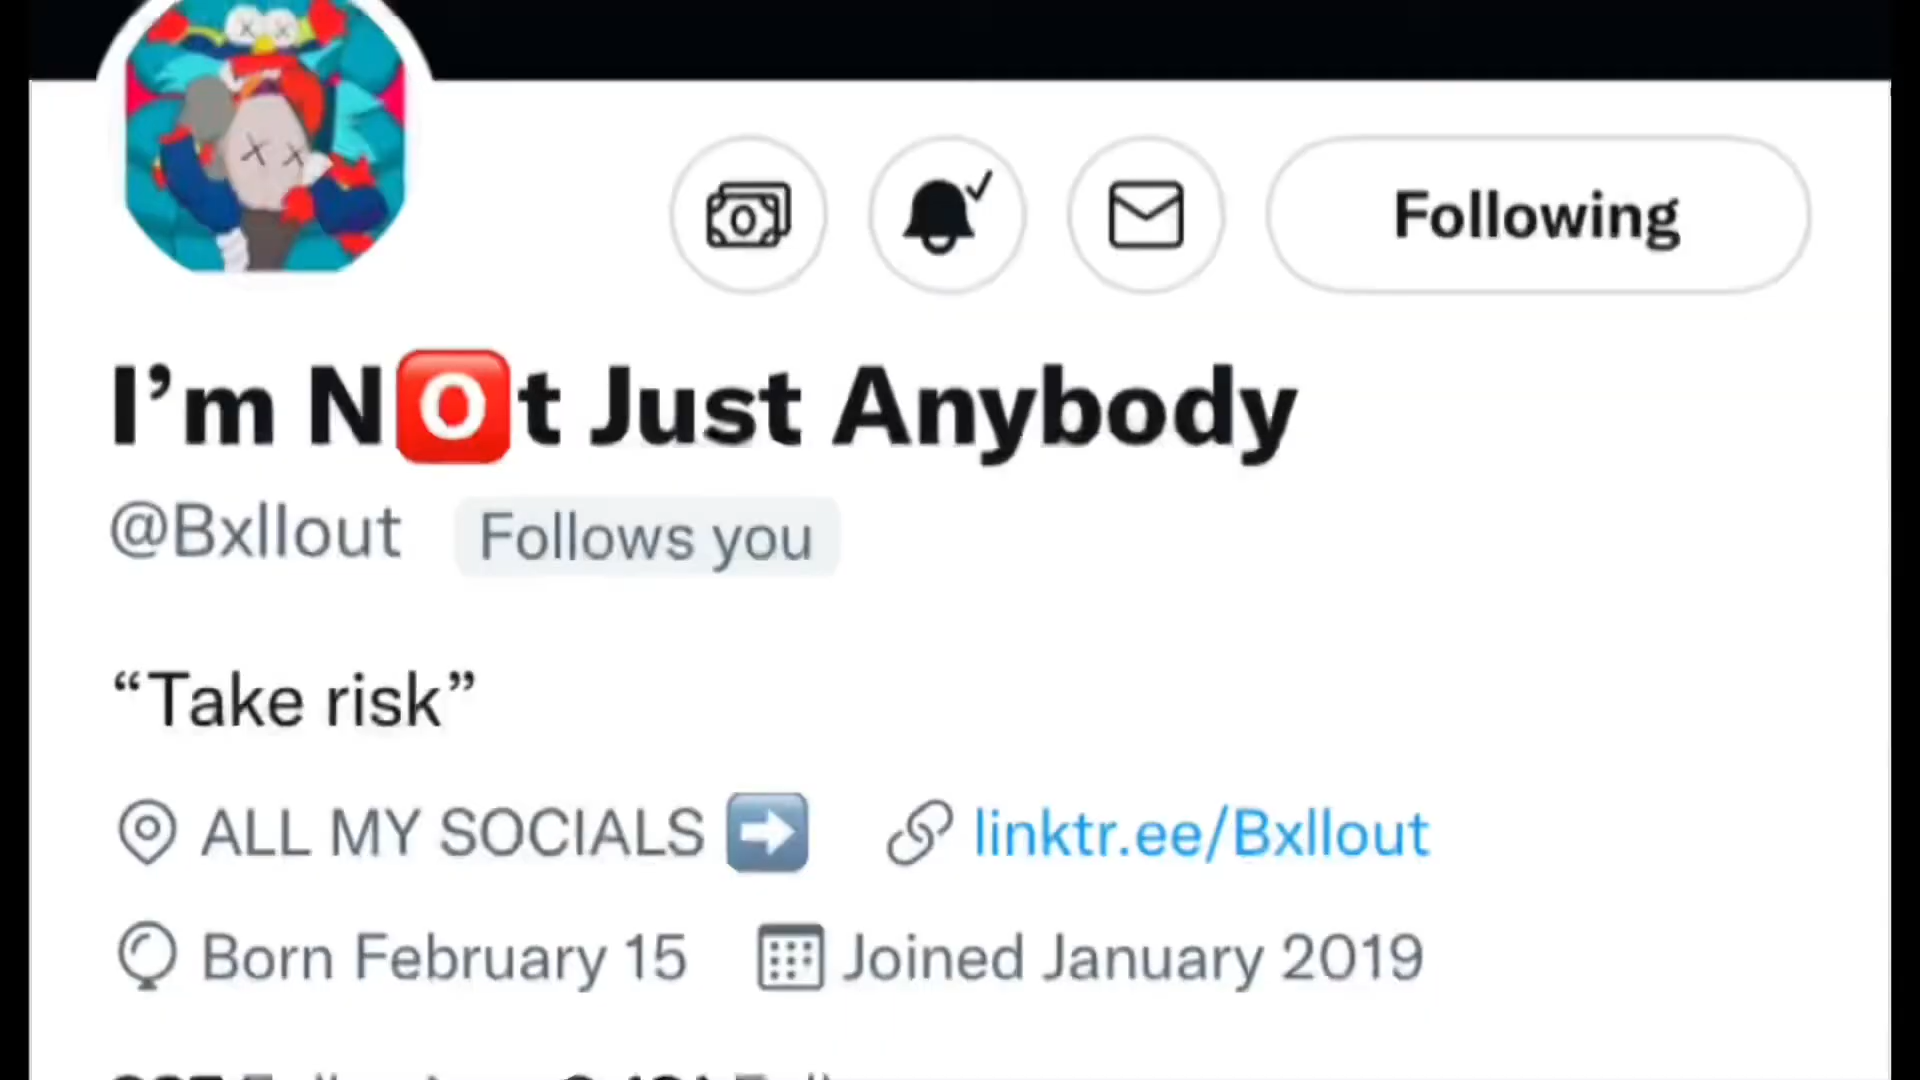 Following
I’m N🅾️t Just Anybody
@Bxllout Follows you
“Take risk”
ALL MY SOCIALS ➡️ linktr.ee/Bxllout
Born February 15 Joined January 2019